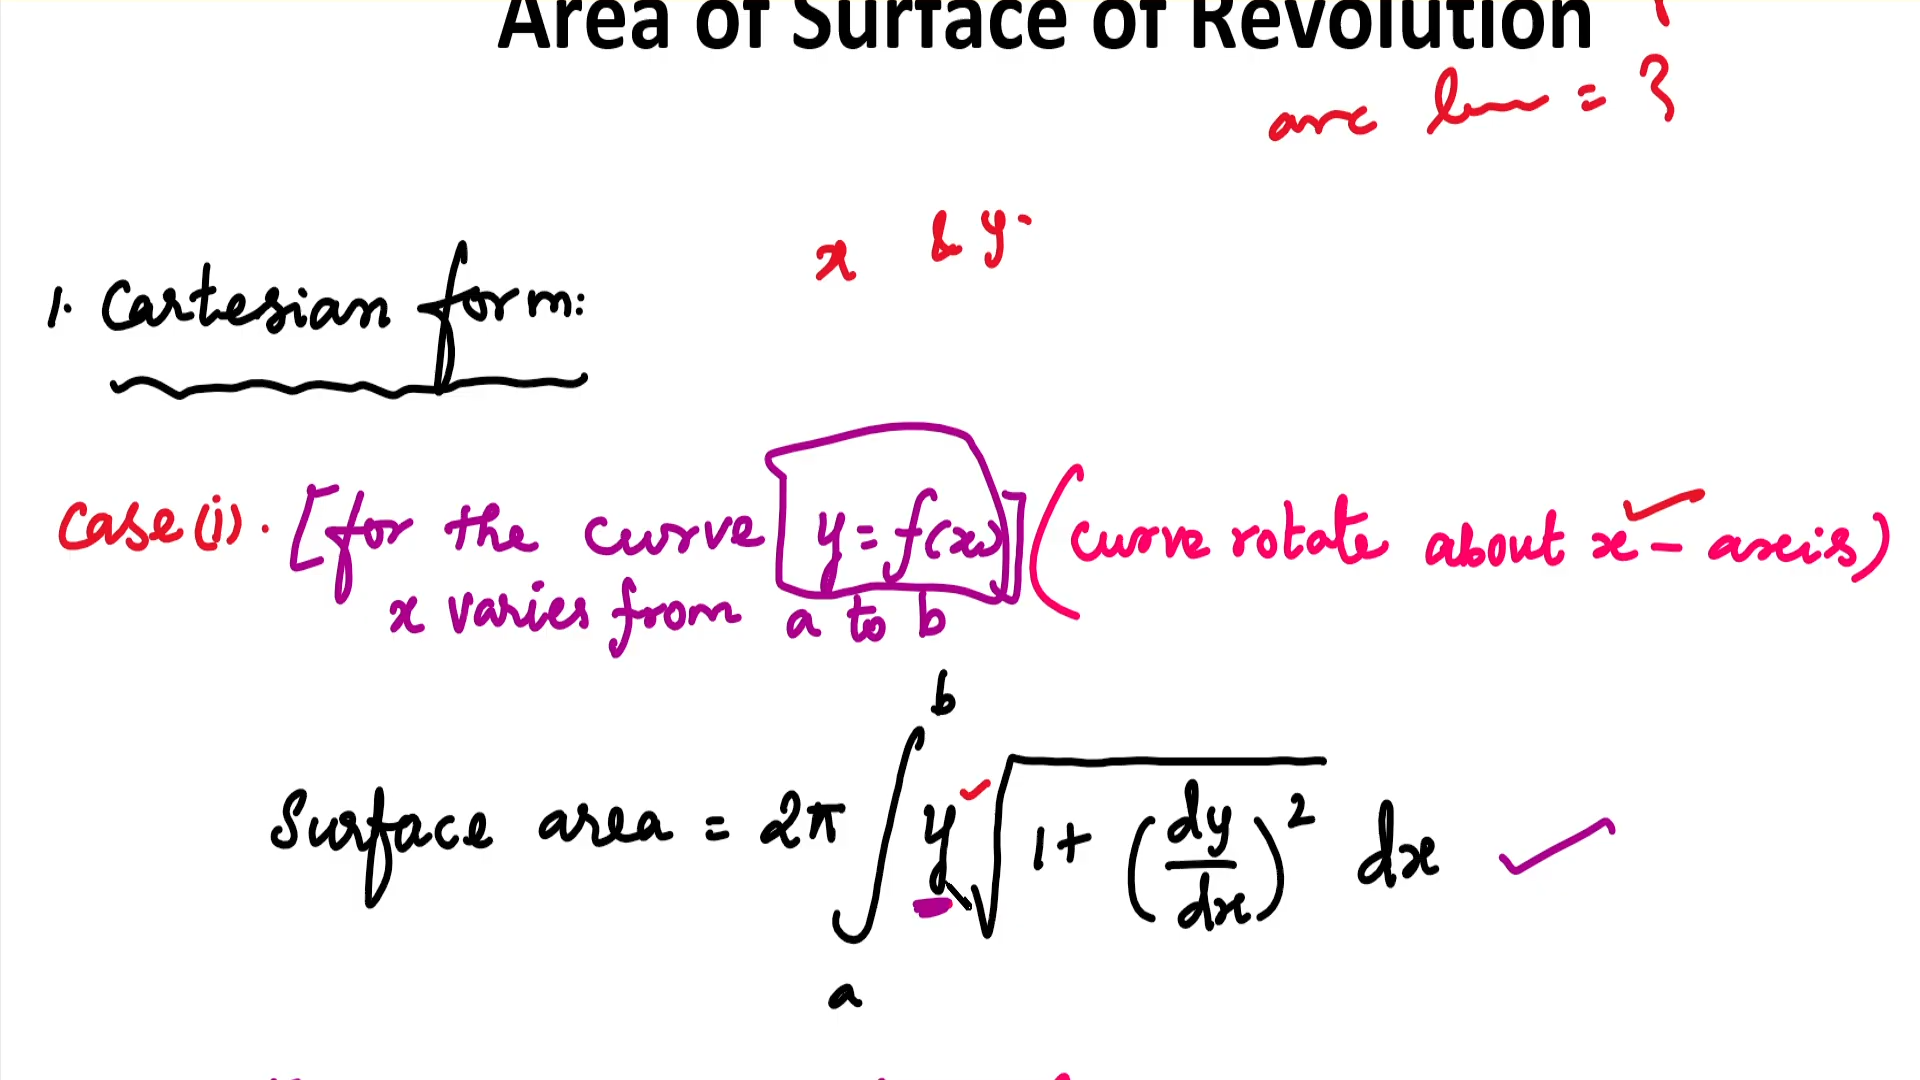 Area of Surface of Revolution
arc = ?
x & y
1. Cartesian form:
case (i). [for the curve y = f(x)] (curve rotate about x-axis)
x varies from a to b
Surface area = 2π ∫_a^b y √(1 + (dy/dx)^2) dx